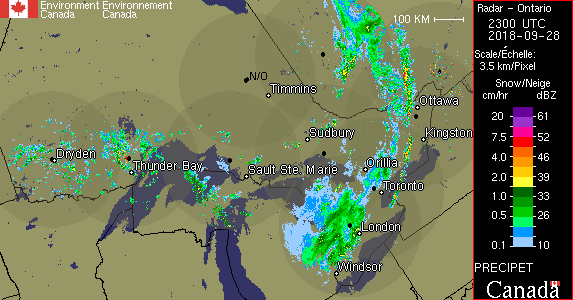 Environment Environnement
Canada Canada
100 KM
N/O
Timmins
Ottawa
Sudbury
Kingston
Dryden
Thunder Bay
Sault Ste. Marie
Orillia
Toronto
London
Windsor
Radar - Ontario
2300 UTC
2018-09-28
Scale/Échelle:
3.5 km/Pixel
Snow/Neige
cm/hr dBZ
20 61
7.5 52
4.0 46
2.0 39
1.0 33
0.5 26
0.1 10
PRECIPET
Canada